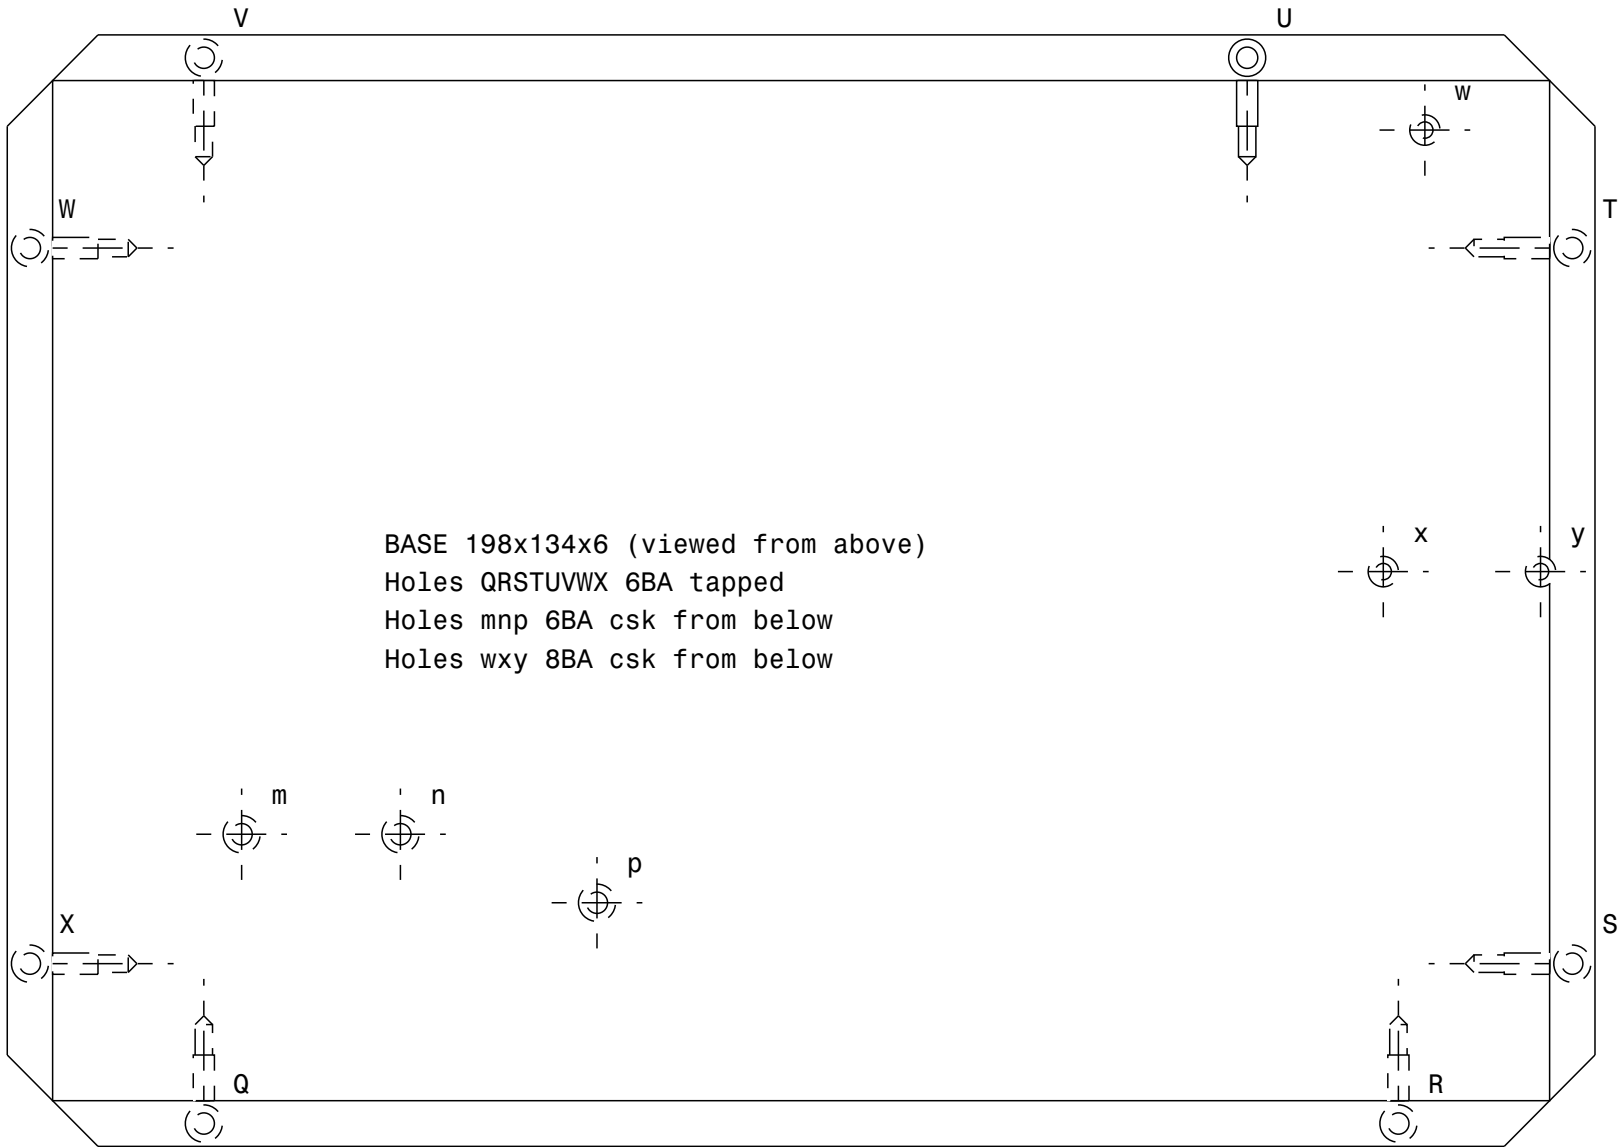 V
U
w
W
T
BASE 198x134x6 (viewed from above)
Holes QRSTUVWX 6BA tapped
Holes mnp 6BA csk from below
Holes wxy 8BA csk from below
x
y
m
n
p
X
S
Q
R